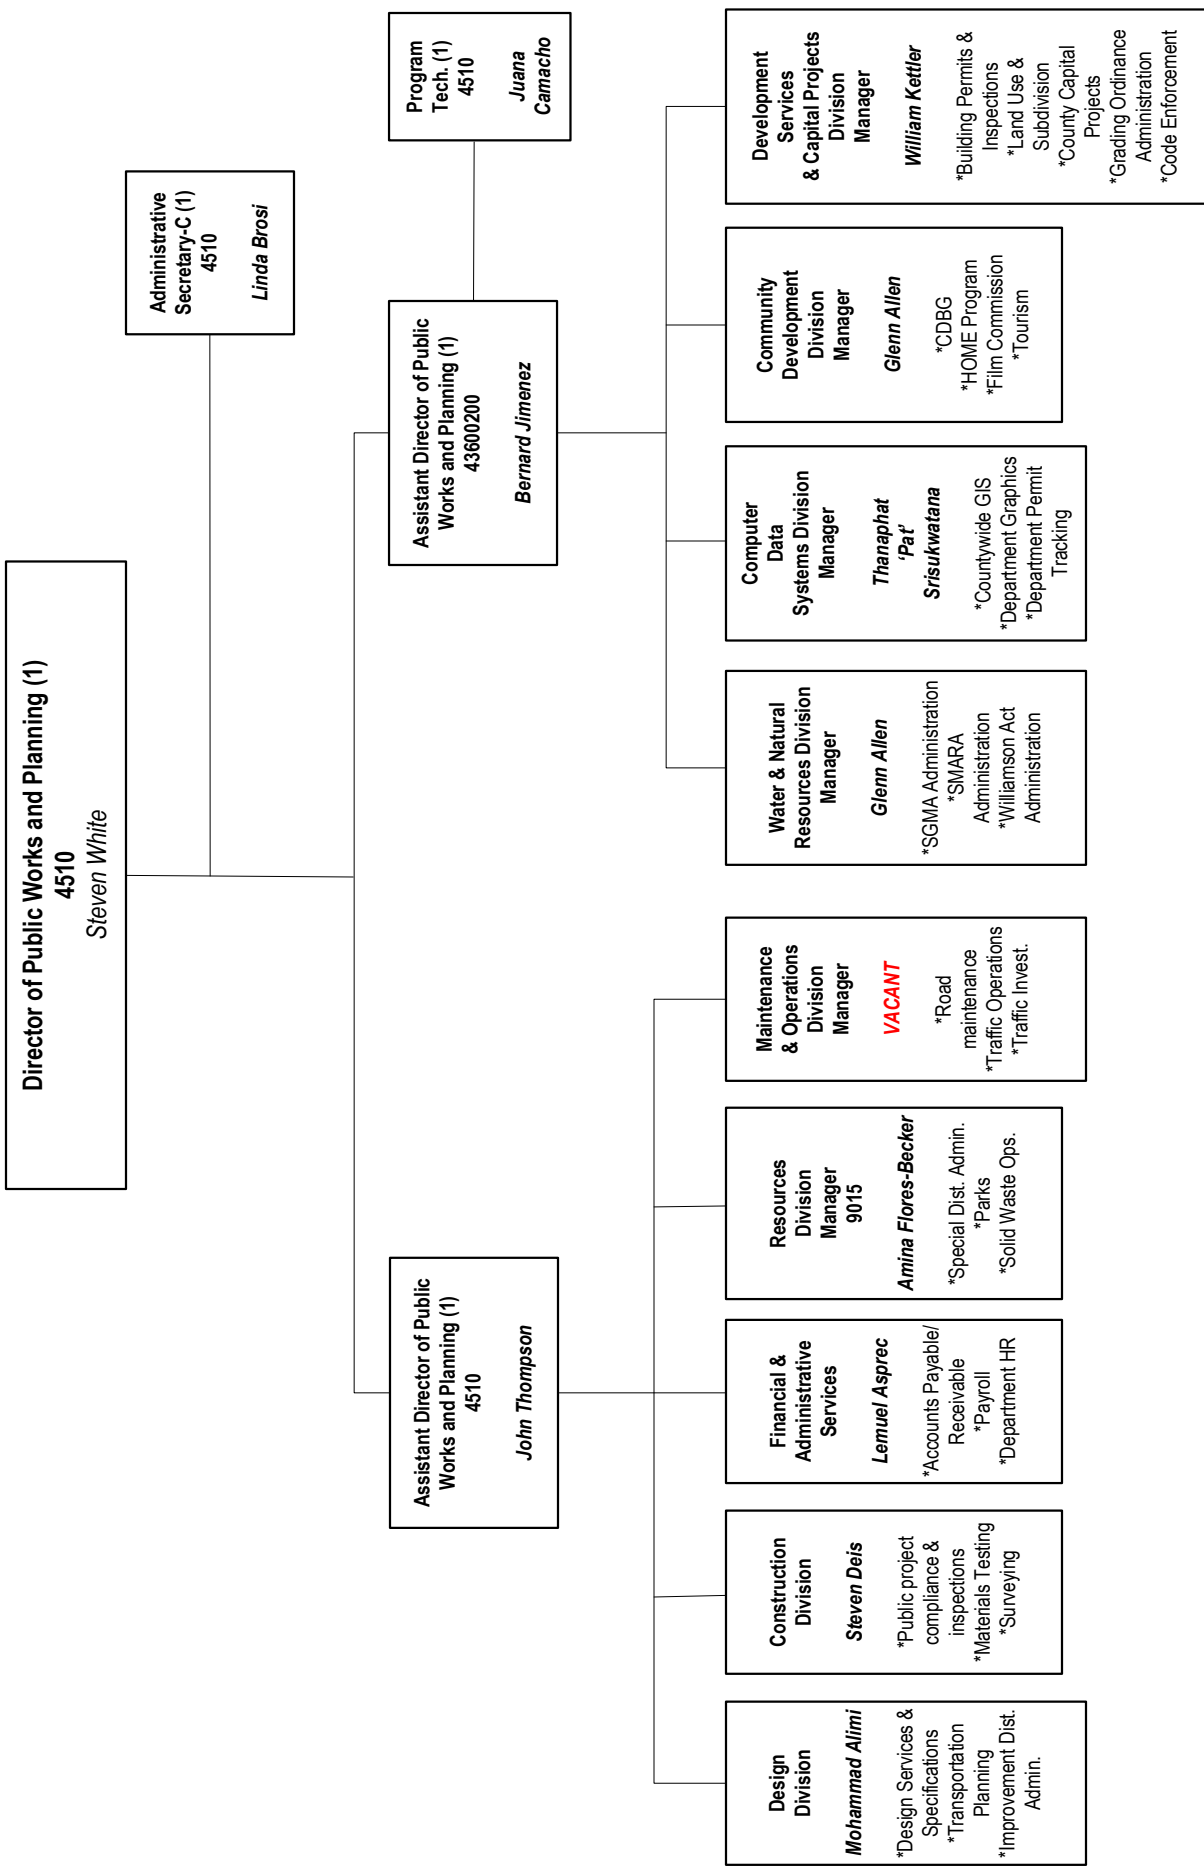 Director of Public Works and Planning (1)
4510
Steven White
Administrative
Secretary-C (1)
4510
Linda Brosi
Assistant Director of Public
Works and Planning (1)
4510
John Thompson
Assistant Director of Public
Works and Planning (1)
43600200
Bernard Jimenez
Program
Tech. (1)
4510
Juana
Camacho
Design
Division
Mohammad Alimi
*Design Services &
Specifications
*Transportation
Planning
*Improvement Dist.
Admin.
Construction
Division
Steven Deis
*Public project
compliance &
inspections
*Materials Testing
*Surveying
Financial &
Administrative
Services
Lemuel Asprec
*Accounts Payable/
Receivable
*Payroll
*Department HR
Resources
Division
Manager
9015
Amina Flores-Becker
*Special Dist. Admin.
*Parks
*Solid Waste Ops.
Maintenance
& Operations
Division
Manager
VACANT
*Road
maintenance
*Traffic Operations
*Traffic Invest.
Water & Natural
Resources Division
Manager
Glenn Allen
*SGMA Administration
*SMARA
Administration
*Williamson Act
Administration
Computer
Data
Systems Division
Manager
Thanaphat
‘Pat’
Srisukwatana
*Countywide GIS
*Department Graphics
*Department Permit
Tracking
Community
Development
Division
Manager
Glenn Allen
*CDBG
*HOME Program
*Film Commission
*Tourism
Development
Services
& Capital Projects
Division
Manager
William Kettler
*Building Permits &
Inspections
*Land Use &
Subdivision
*County Capital
Projects
*Grading Ordinance
Administration
*Code Enforcement